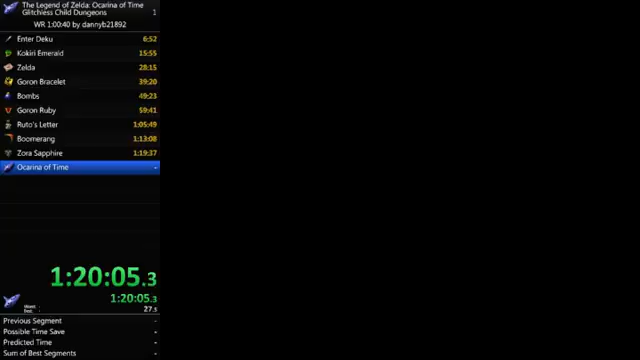 The Legend of Zelda: Ocarina of Time
Glitchless Child Dungeons 1
WR 1:00:40 by dannyb21892
Enter Deku 6:52
Kokiri Emerald 15:55
Zelda 28:15
Goron Bracelet 39:20
Bombs 49:23
Goron Ruby 59:41
Ruto's Letter 1:05:49
Boomerang 1:13:08
Zora Sapphire 1:19:37
Ocarina of Time -
1:20:05.3
1:20:05.3
27.5
Previous Segment -
Possible Time Save -
Predicted Time -
Sum of Best Segments -